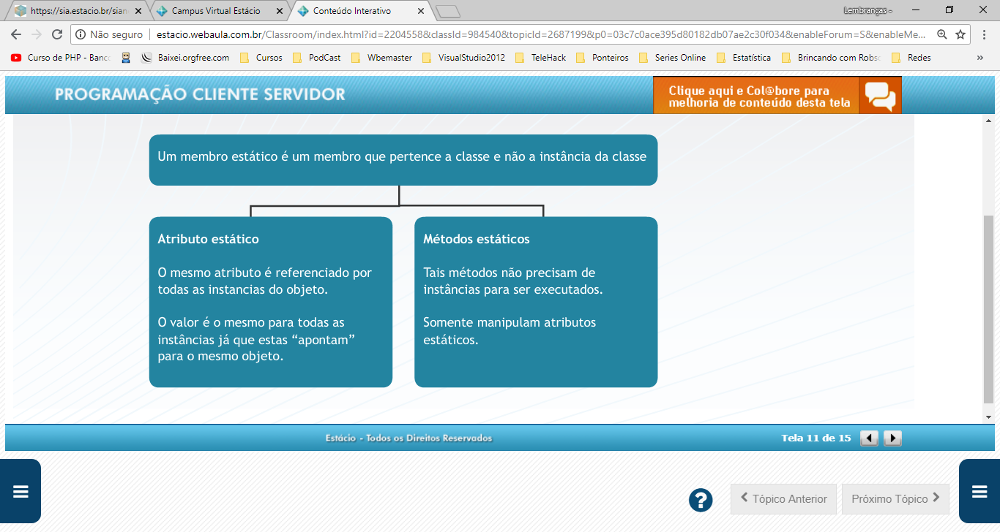 https://sia.estacio.br/sian
Campus Virtual Estácio
Conteúdo Interativo
Lembranças -
Não seguro
estacio.webaula.com.br/Classroom/index.html?id=2204558&classId=984540&topicId=2687199&p0=03c7c0ace395d80182db07ae2c30f034&enableForum=S&enableMe...
Curso de PHP - Banco
Baixei.orgfree.com
Cursos
PodCast
Wbemaster
VisualStudio2012
TeleHack
Ponteiros
Series Online
Estatística
Brincando com Robso
Redes
»
PROGRAMAÇÃO CLIENTE SERVIDOR
Clique aqui e Col@bore para
melhoria de conteúdo desta tela
Um membro estático é um membro que pertence a classe e não a instância da classe
Atributo estático
O mesmo atributo é referenciado por
todas as instancias do objeto.
O valor é o mesmo para todas as
instâncias já que estas “apontam”
para o mesmo objeto.
Métodos estáticos
Tais métodos não precisam de
instâncias para ser executados.
Somente manipulam atributos
estáticos.
Estácio - Todos os Direitos Reservados
Tela 11 de 15
?
Tópico Anterior
Próximo Tópico